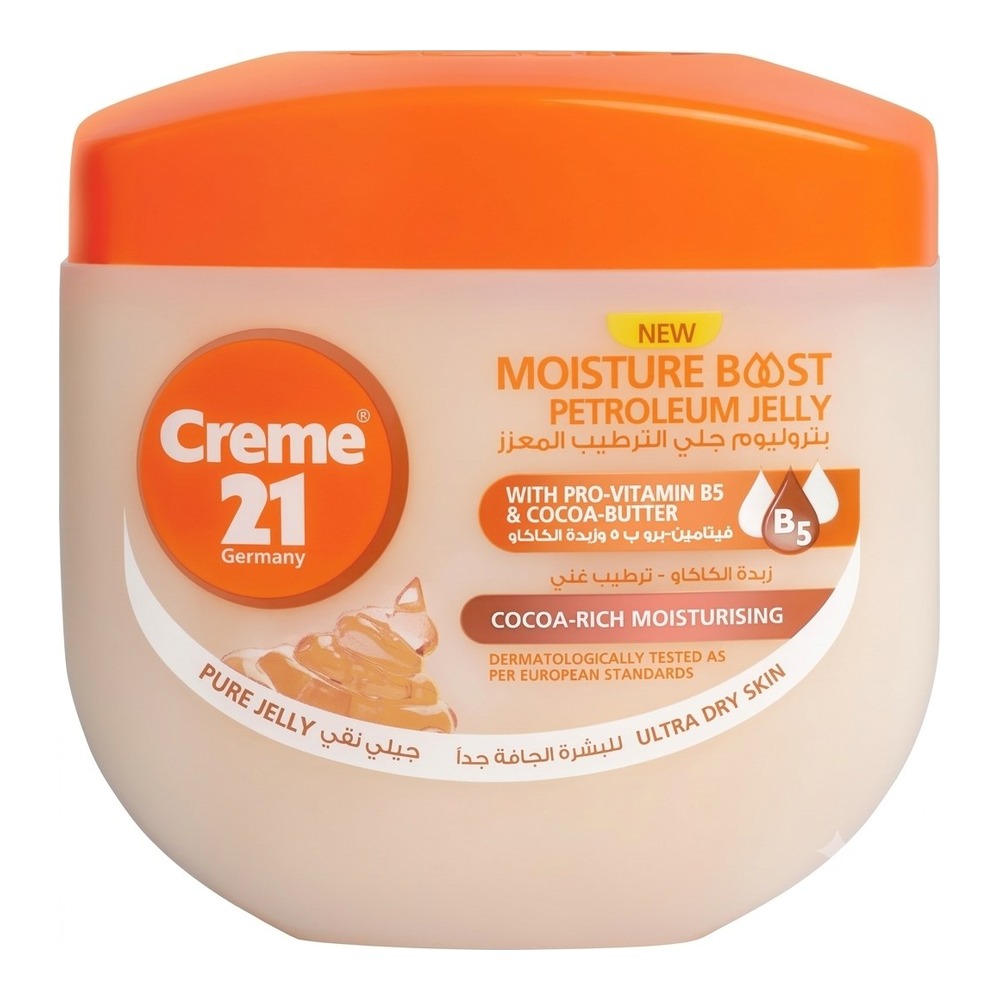 Creme®
21
Germany
NEW
MOISTURE BOOST
PETROLEUM JELLY
بتروليوم جلي الترطيب المعزز
WITH PRO-VITAMIN B5
& COCOA-BUTTER
فيتامين-برو ب ٥ وزبدة الكاكاو
B5
زبدة الكاكاو - ترطيب غني
COCOA-RICH MOISTURISING
DERMATOLOGICALLY TESTED AS
PER EUROPEAN STANDARDS
PURE JELLY جيلي نقي
للبشرة الجافة جداً ULTRA DRY SKIN